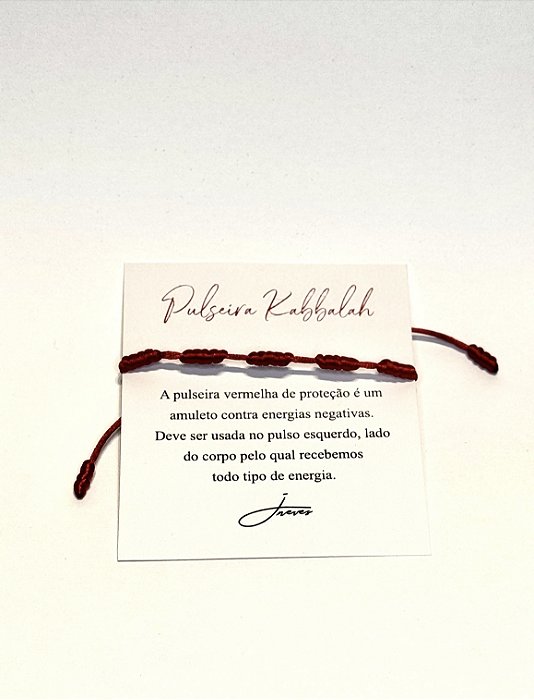 Pulseira Kabbalah
A pulseira vermelha de proteção é um
amuleto contra energias negativas.
Deve ser usada no pulso esquerdo, lado
do corpo pelo qual recebemos
todo tipo de energia.
Jneves